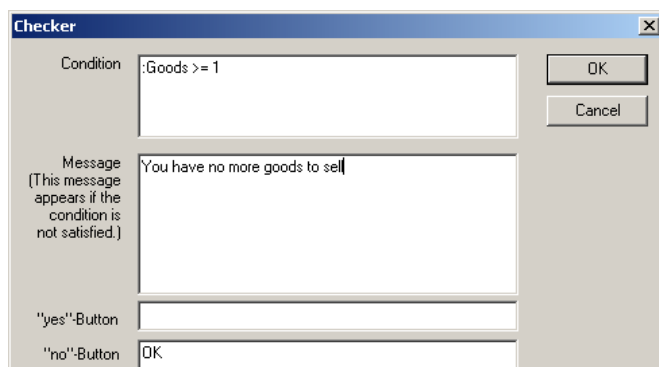 Checker
Condition
:Goods >= 1
OK
Cancel
Message
(This message
appears if the
condition is
not satisfied.)
You have no more goods to sell
"yes"-Button
"no"-Button
OK